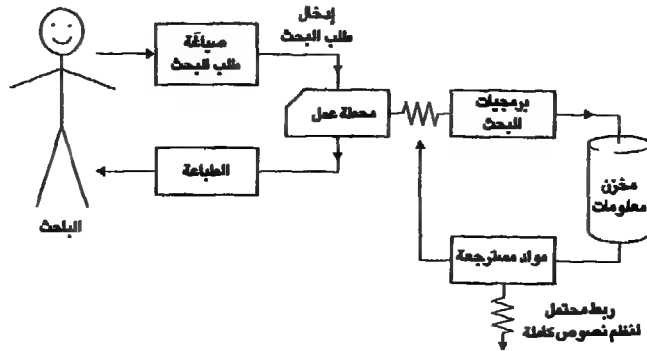 إدخال
طلب البحث
صياغة
طلب البحث
محطة عمل
برمجيات
البحث
مخزن
معلومات
مواد مسترجعة
الطباعة
الباحث
ربط محتمل
لنظم نصوص كاملة